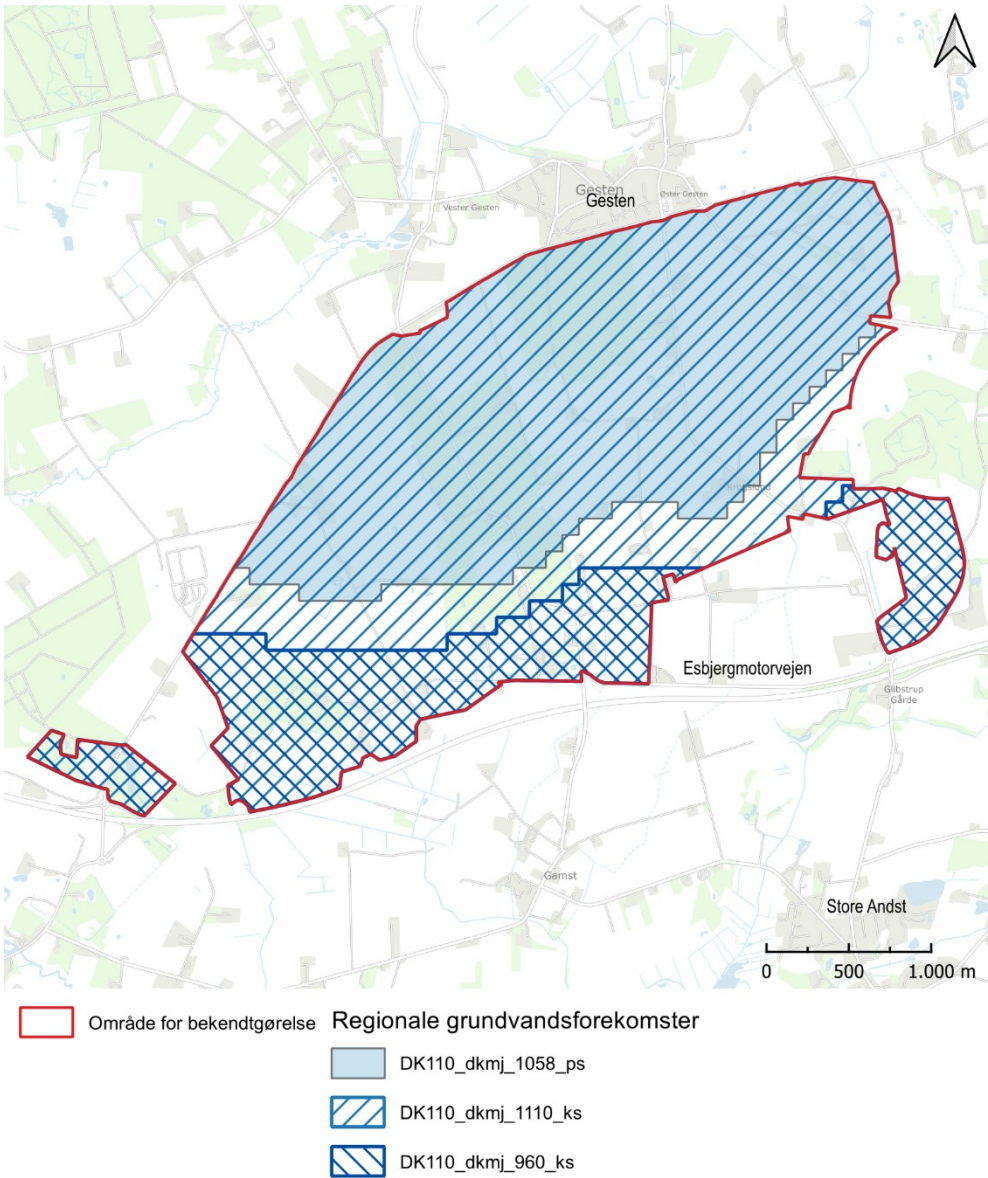 Gesten
Øster Gesten
Gesten
Vester Gesten
Esbjergmotorvejen
Glibstrup
Gårde
Gamst
Store Andst
0 500 1.000 m
Område for bekendtgørelse
Regionale grundvandsforekomster
DK110_dkmj_1058_ps
DK110_dkmj_1110_ks
DK110_dkmj_960_ks